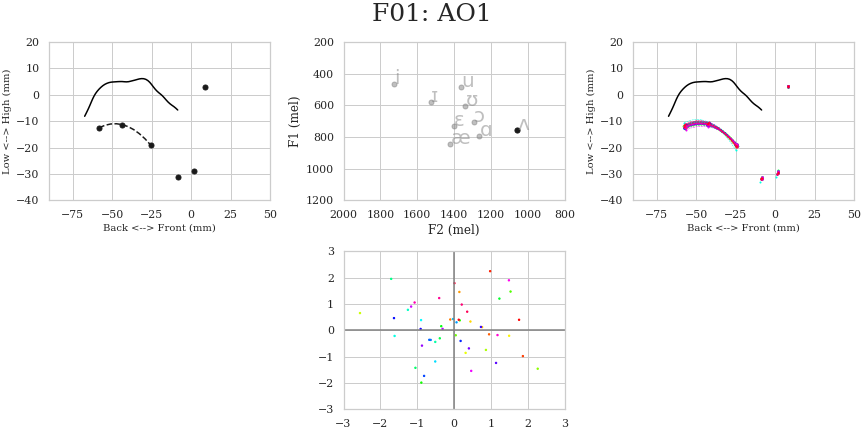 F01: AO1
20
10
0
−10
−20
−30
−40
Low <--> High (mm)
−75 −50 −25 0 25 50
Back <--> Front (mm)
200
400
600
800
1000
1200
F1 (mel)
i u
ɪ ʊ
ɛ ɔ
æ ɑ ʌ
2000 1800 1600 1400 1200 1000 800
F2 (mel)
20
10
0
−10
−20
−30
−40
Low <--> High (mm)
−75 −50 −25 0 25 50
Back <--> Front (mm)
3
2
1
0
−1
−2
−3
−3 −2 −1 0 1 2 3